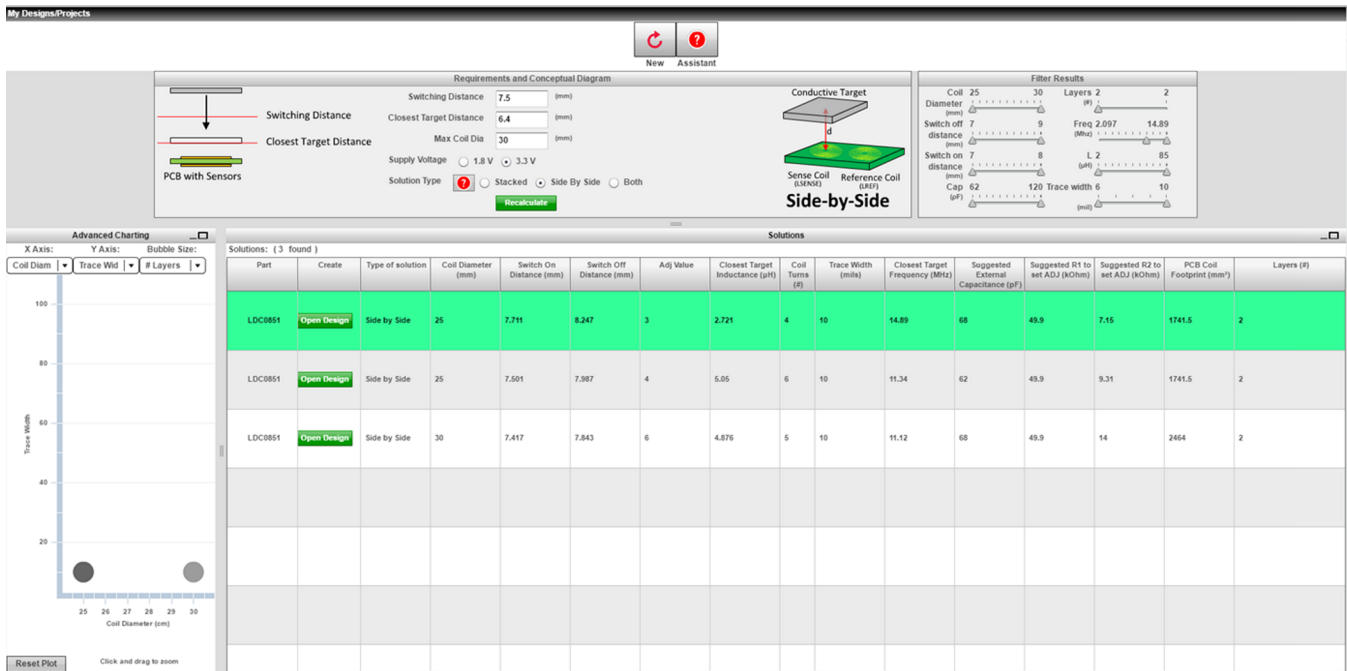 My Designs/Projects
New Assistant
Requirements and Conceptual Diagram
Switching Distance
Closest Target Distance
PCB with Sensors
Switching Distance 7.5 (mm)
Closest Target Distance 6.4 (mm)
Max Coil Dia 30 (mm)
Supply Voltage 1.8 V 3.3 V
Solution Type ? Stacked Side By Side Both
Recalculate
Conductive Target
d
Sense Coil Reference Coil
(LSENSE) (LREF)
Side-by-Side
Filter Results
Coil Diameter (mm) 25 30 Layers (#) 2 2
Switch off distance (mm) 7 9 Freq (Mhz) 2.097 14.89
Switch on distance (mm) 7 8 L (µH) 2 85
Cap (pF) 62 120 Trace width (mil) 6 10
Advanced Charting
X Axis: Y Axis: Bubble Size:
Coil Diam Trace Wid # Layers
100
80
60
40
20
Trace Width
25 26 27 28 29 30
Coil Diameter (cm)
Reset Plot Click and drag to zoom
Solutions
Solutions: ( 3 found )
Part Create Type of solution Coil Diameter (mm) Switch On Distance (mm) Switch Off Distance (mm) Adj Value Closest Target Inductance (µH) Coil Turns (#) Trace Width (mils) Closest Target Frequency (MHz) Suggested External Capacitance (pF) Suggested R1 to set ADJ (kOhm) Suggested R2 to set ADJ (kOhm) PCB Coil Footprint (mm²) Layers (#)
LDC0851 Open Design Side by Side 25 7.711 8.247 3 2.721 4 10 14.89 68 49.9 7.15 1741.5 2
LDC0851 Open Design Side by Side 25 7.501 7.987 4 5.05 6 10 11.34 62 49.9 9.31 1741.5 2
LDC0851 Open Design Side by Side 30 7.417 7.843 6 4.876 5 10 11.12 68 49.9 14 2464 2